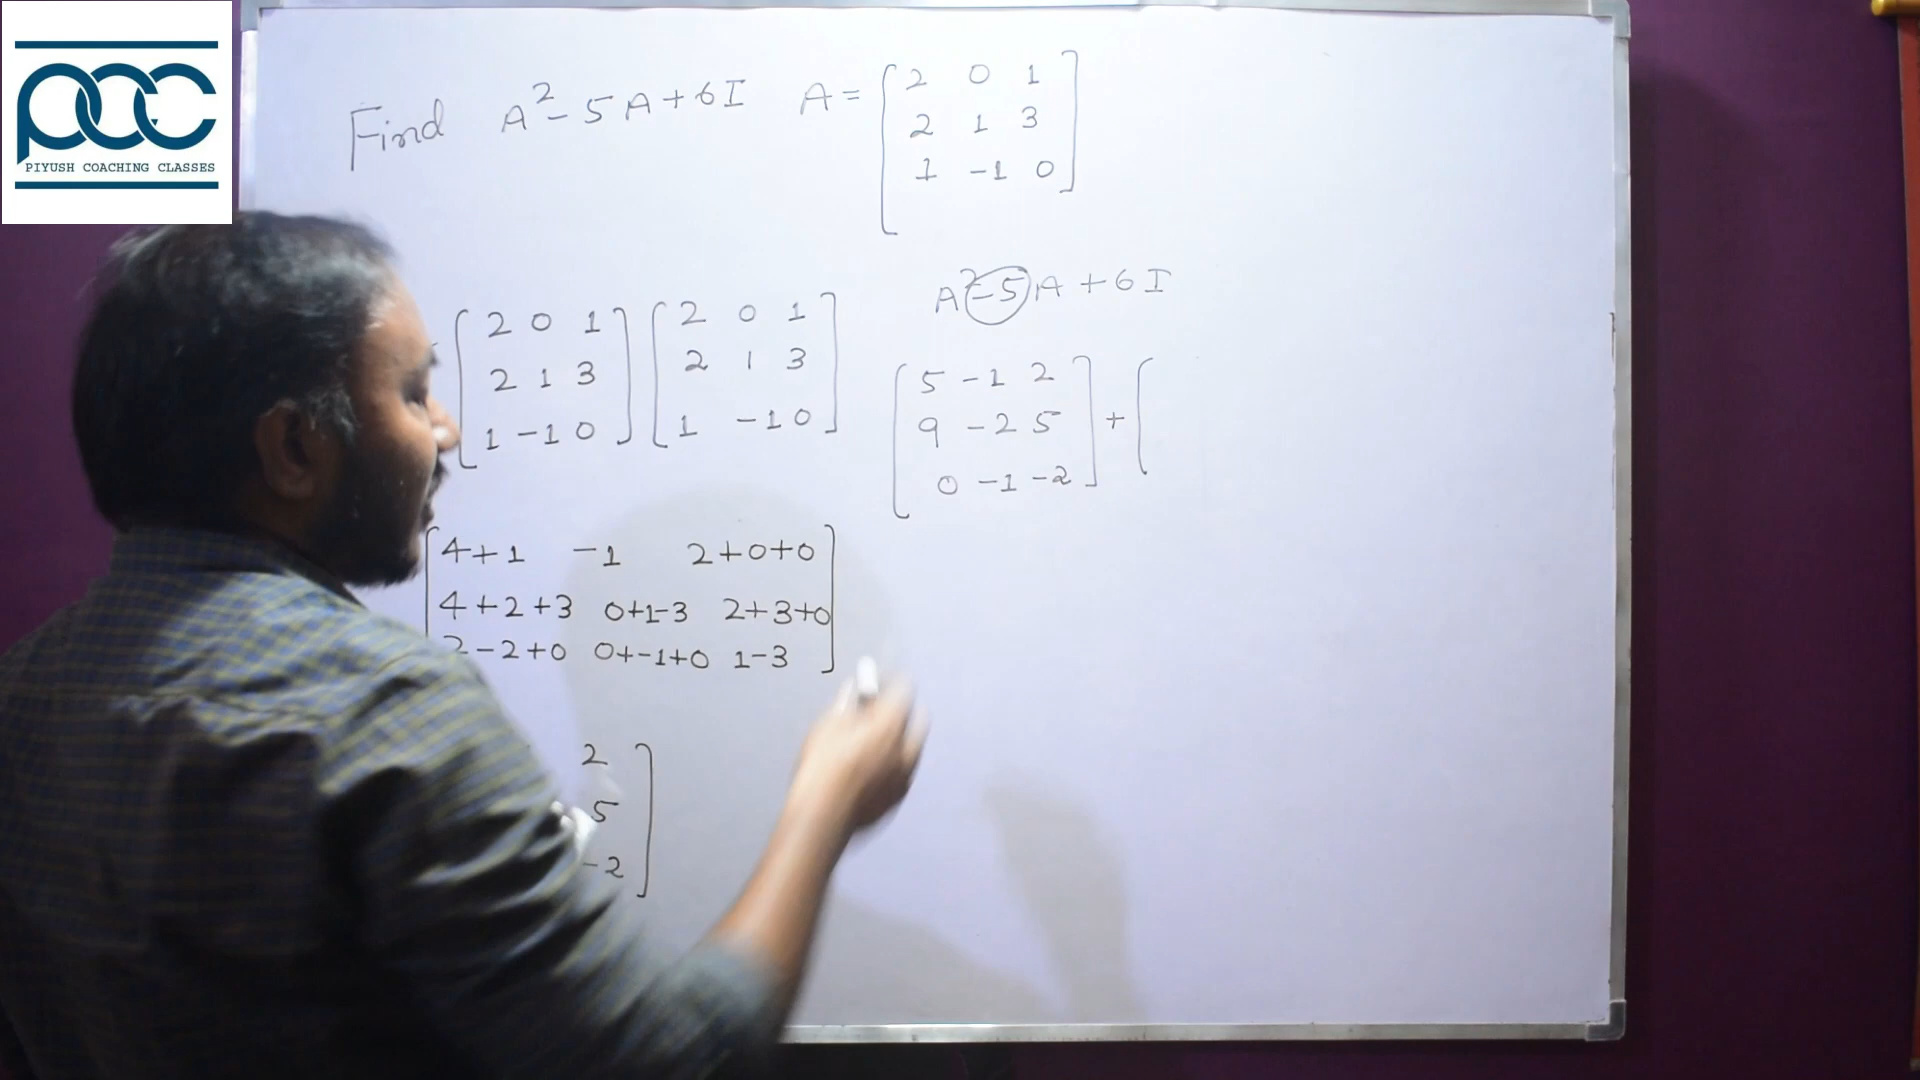 PCC
PIYUSH COACHING CLASSES
Find A²-5A+6I A = [2 0 1
2 1 3
1 -1 0]
[2 0 1] [2 0 1]
[2 1 3] [2 1 3]
[1 -1 0] [1 -1 0]
[4+1 -1 2+0+0]
[4+2+3 0+1-3 2+3+0]
2-2+0 0+-1+0 1-3
2
5
-2
A²-5A+6I
[5 -1 2
9 -2 5
0 -1 -2] + [